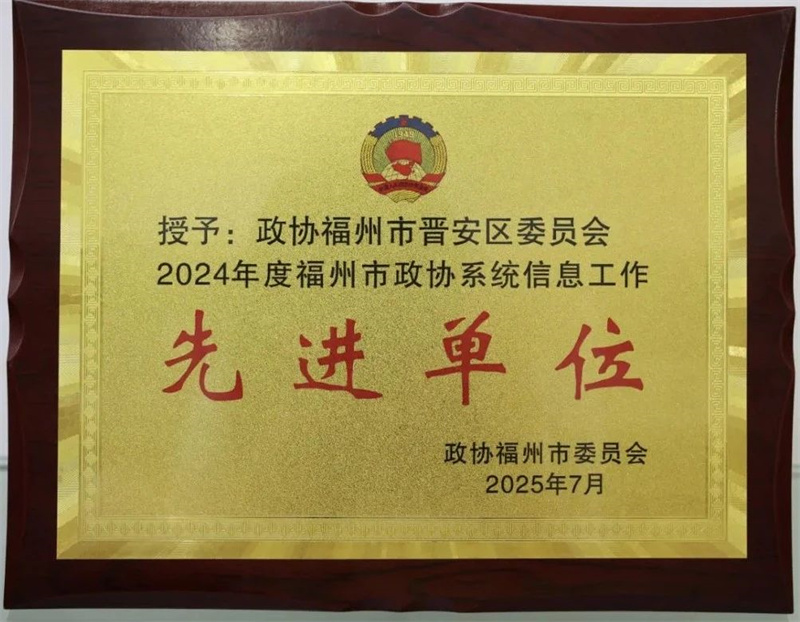 1949
授予：政协福州市晋安区委员会
2024年度福州市政协系统信息工作
先进单位
政协福州市委员会
2025年7月